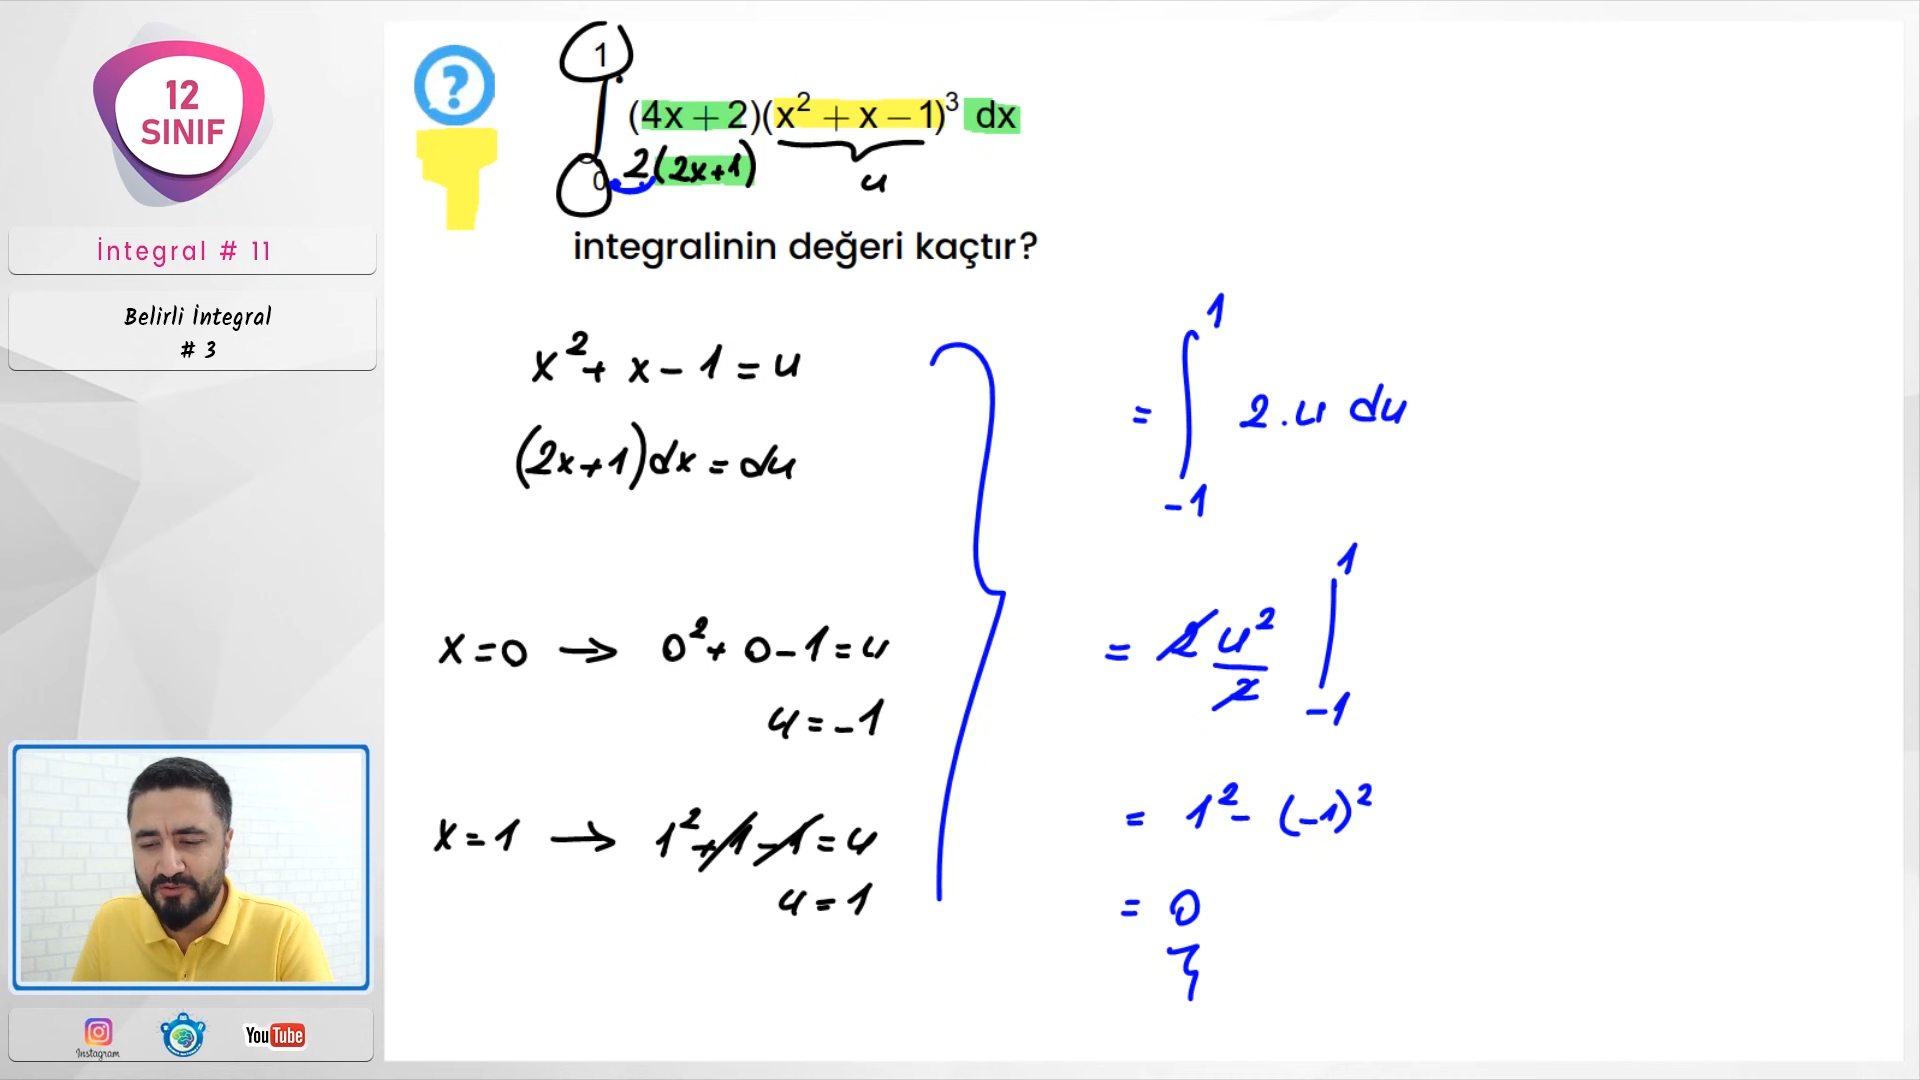 12
SINIF
İntegral # 11
Belirli İntegral
# 3
?
1
(4x + 2)(x² + x − 1)³ dx
0 2(2x+1) u
integralinin değeri kaçtır?
x² + x - 1 = u
(2x+1)dx = du
x = 0 → 0² + 0 - 1 = u
u = -1
x = 1 → 1² + 1 - 1 = u
u = 1
1
= ∫ 2.u du
-1
1
= 2 u² |
2
-1
= 1² - (-1)²
= 0
Instagram
YouTube